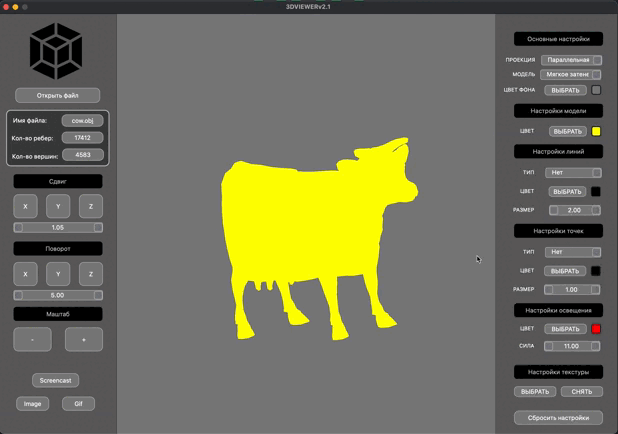 3DVIEWERv2.1
Открыть файл
Имя файла: cow.obj
Кол-во ребер: 17412
Кол-во вершин: 4583
Сдвиг
X Y Z
1.05
Поворот
X Y Z
5.00
Маштаб
- +
Screencast
Image Gif
Основные настройки
ПРОЕКЦИЯ Параллельная
МОДЕЛЬ Мягкое затене
ЦВЕТ ФОНА ВЫБРАТЬ
Настройки модели
ЦВЕТ ВЫБРАТЬ
Настройки линий
ТИП Нет
ЦВЕТ ВЫБРАТЬ
РАЗМЕР 2.00
Настройки точек
ТИП Нет
ЦВЕТ ВЫБРАТЬ
РАЗМЕР 1.00
Настройки освещения
ЦВЕТ ВЫБРАТЬ
СИЛА 11.00
Настройки текстуры
ВЫБРАТЬ СНЯТЬ
Сбросить настройки